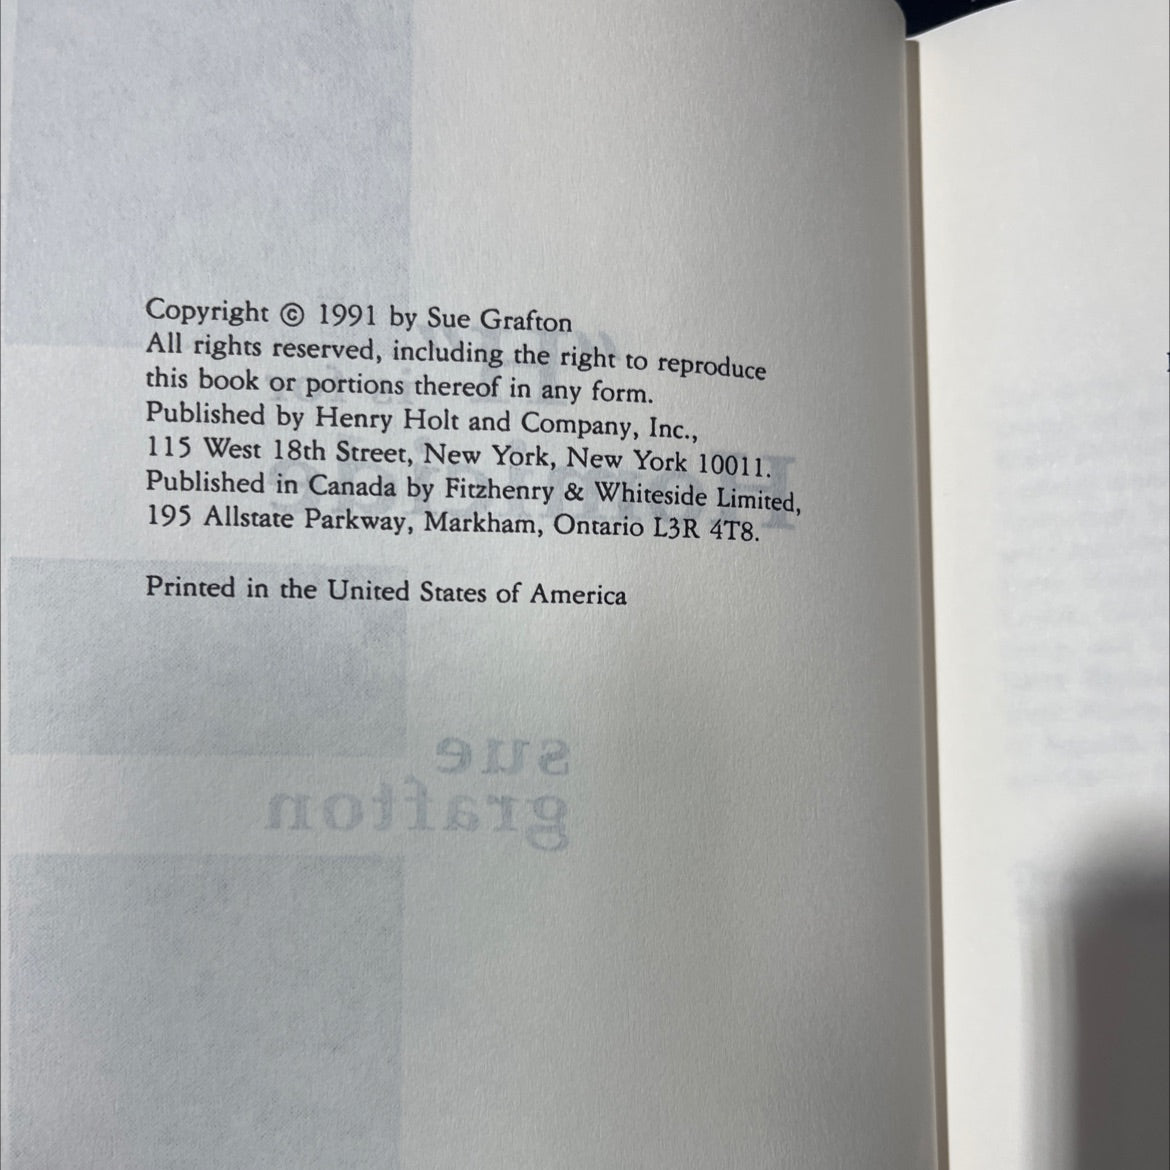 Copyright © 1991 by Sue Grafton
All rights reserved, including the right to reproduce
this book or portions thereof in any form.
Published by Henry Holt and Company, Inc.,
115 West 18th Street, New York, New York 10011.
Published in Canada by Fitzhenry & Whiteside Limited,
195 Allstate Parkway, Markham, Ontario L3R 4T8.
Printed in the United States of America
sue
grafton